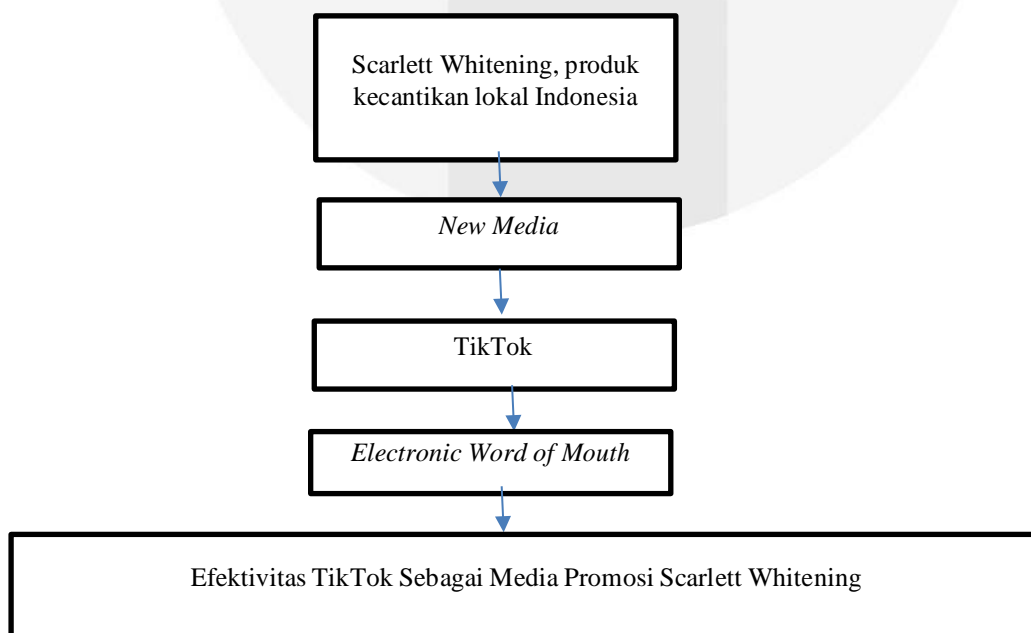 Scarlett Whitening, produk
kecantikan lokal Indonesia
New Media
TikTok
Electronic Word of Mouth
Efektivitas TikTok Sebagai Media Promosi Scarlett Whitening